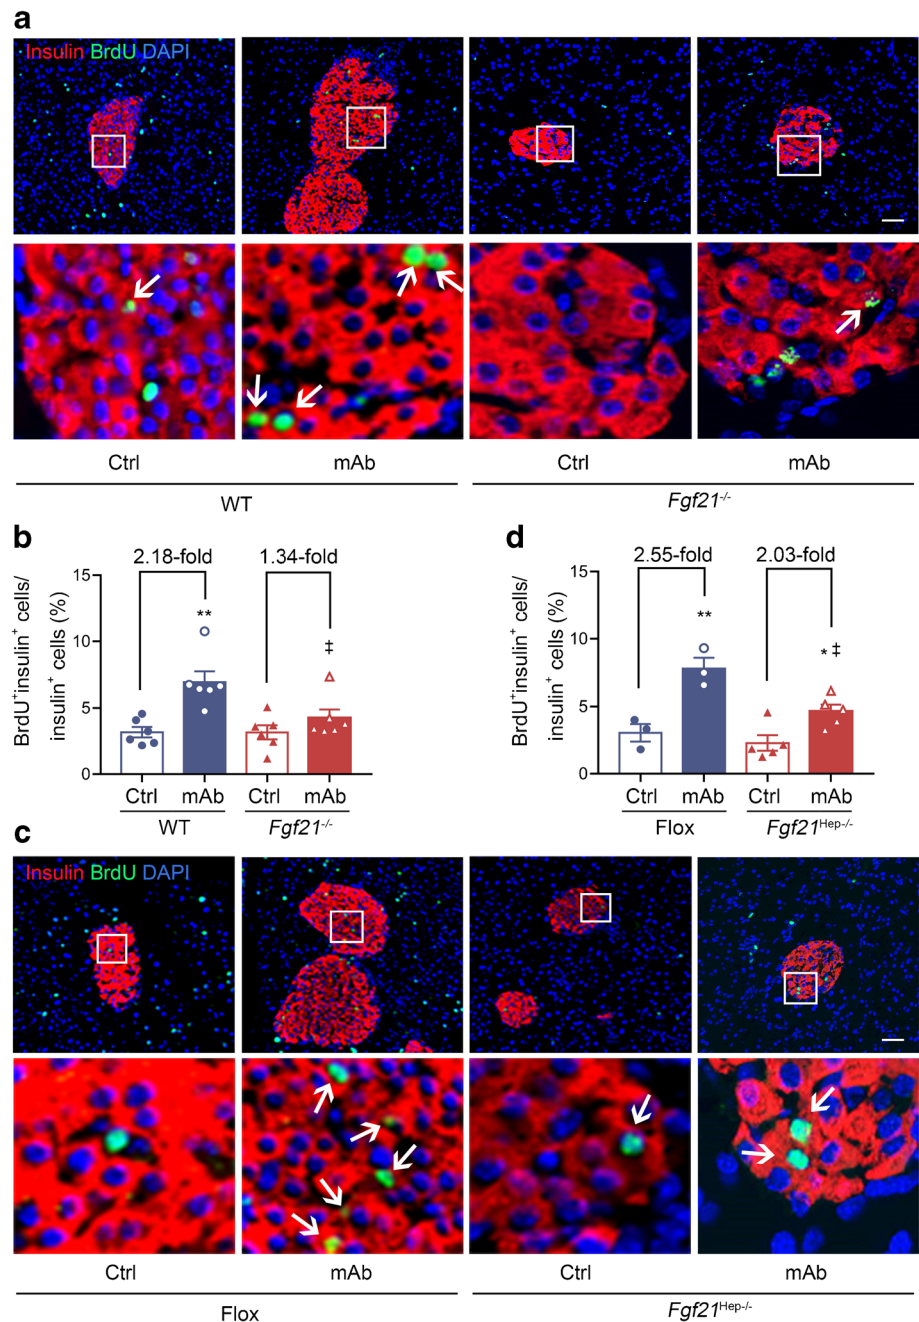 a
Insulin BrdU DAPI
Ctrl mAb Ctrl mAb
WT Fgf21-/-
b
2.18-fold 1.34-fold
BrdU+insulin+ cells/
insulin+ cells (%)
15
10
5
0
**
‡
Ctrl mAb Ctrl mAb
WT Fgf21-/-
d
2.55-fold 2.03-fold
BrdU+insulin+ cells/
insulin+ cells (%)
15
10
5
0
**
* ‡
Ctrl mAb Ctrl mAb
Flox Fgf21Hep-/-
c
Insulin BrdU DAPI
Ctrl mAb Ctrl mAb
Flox Fgf21Hep-/-